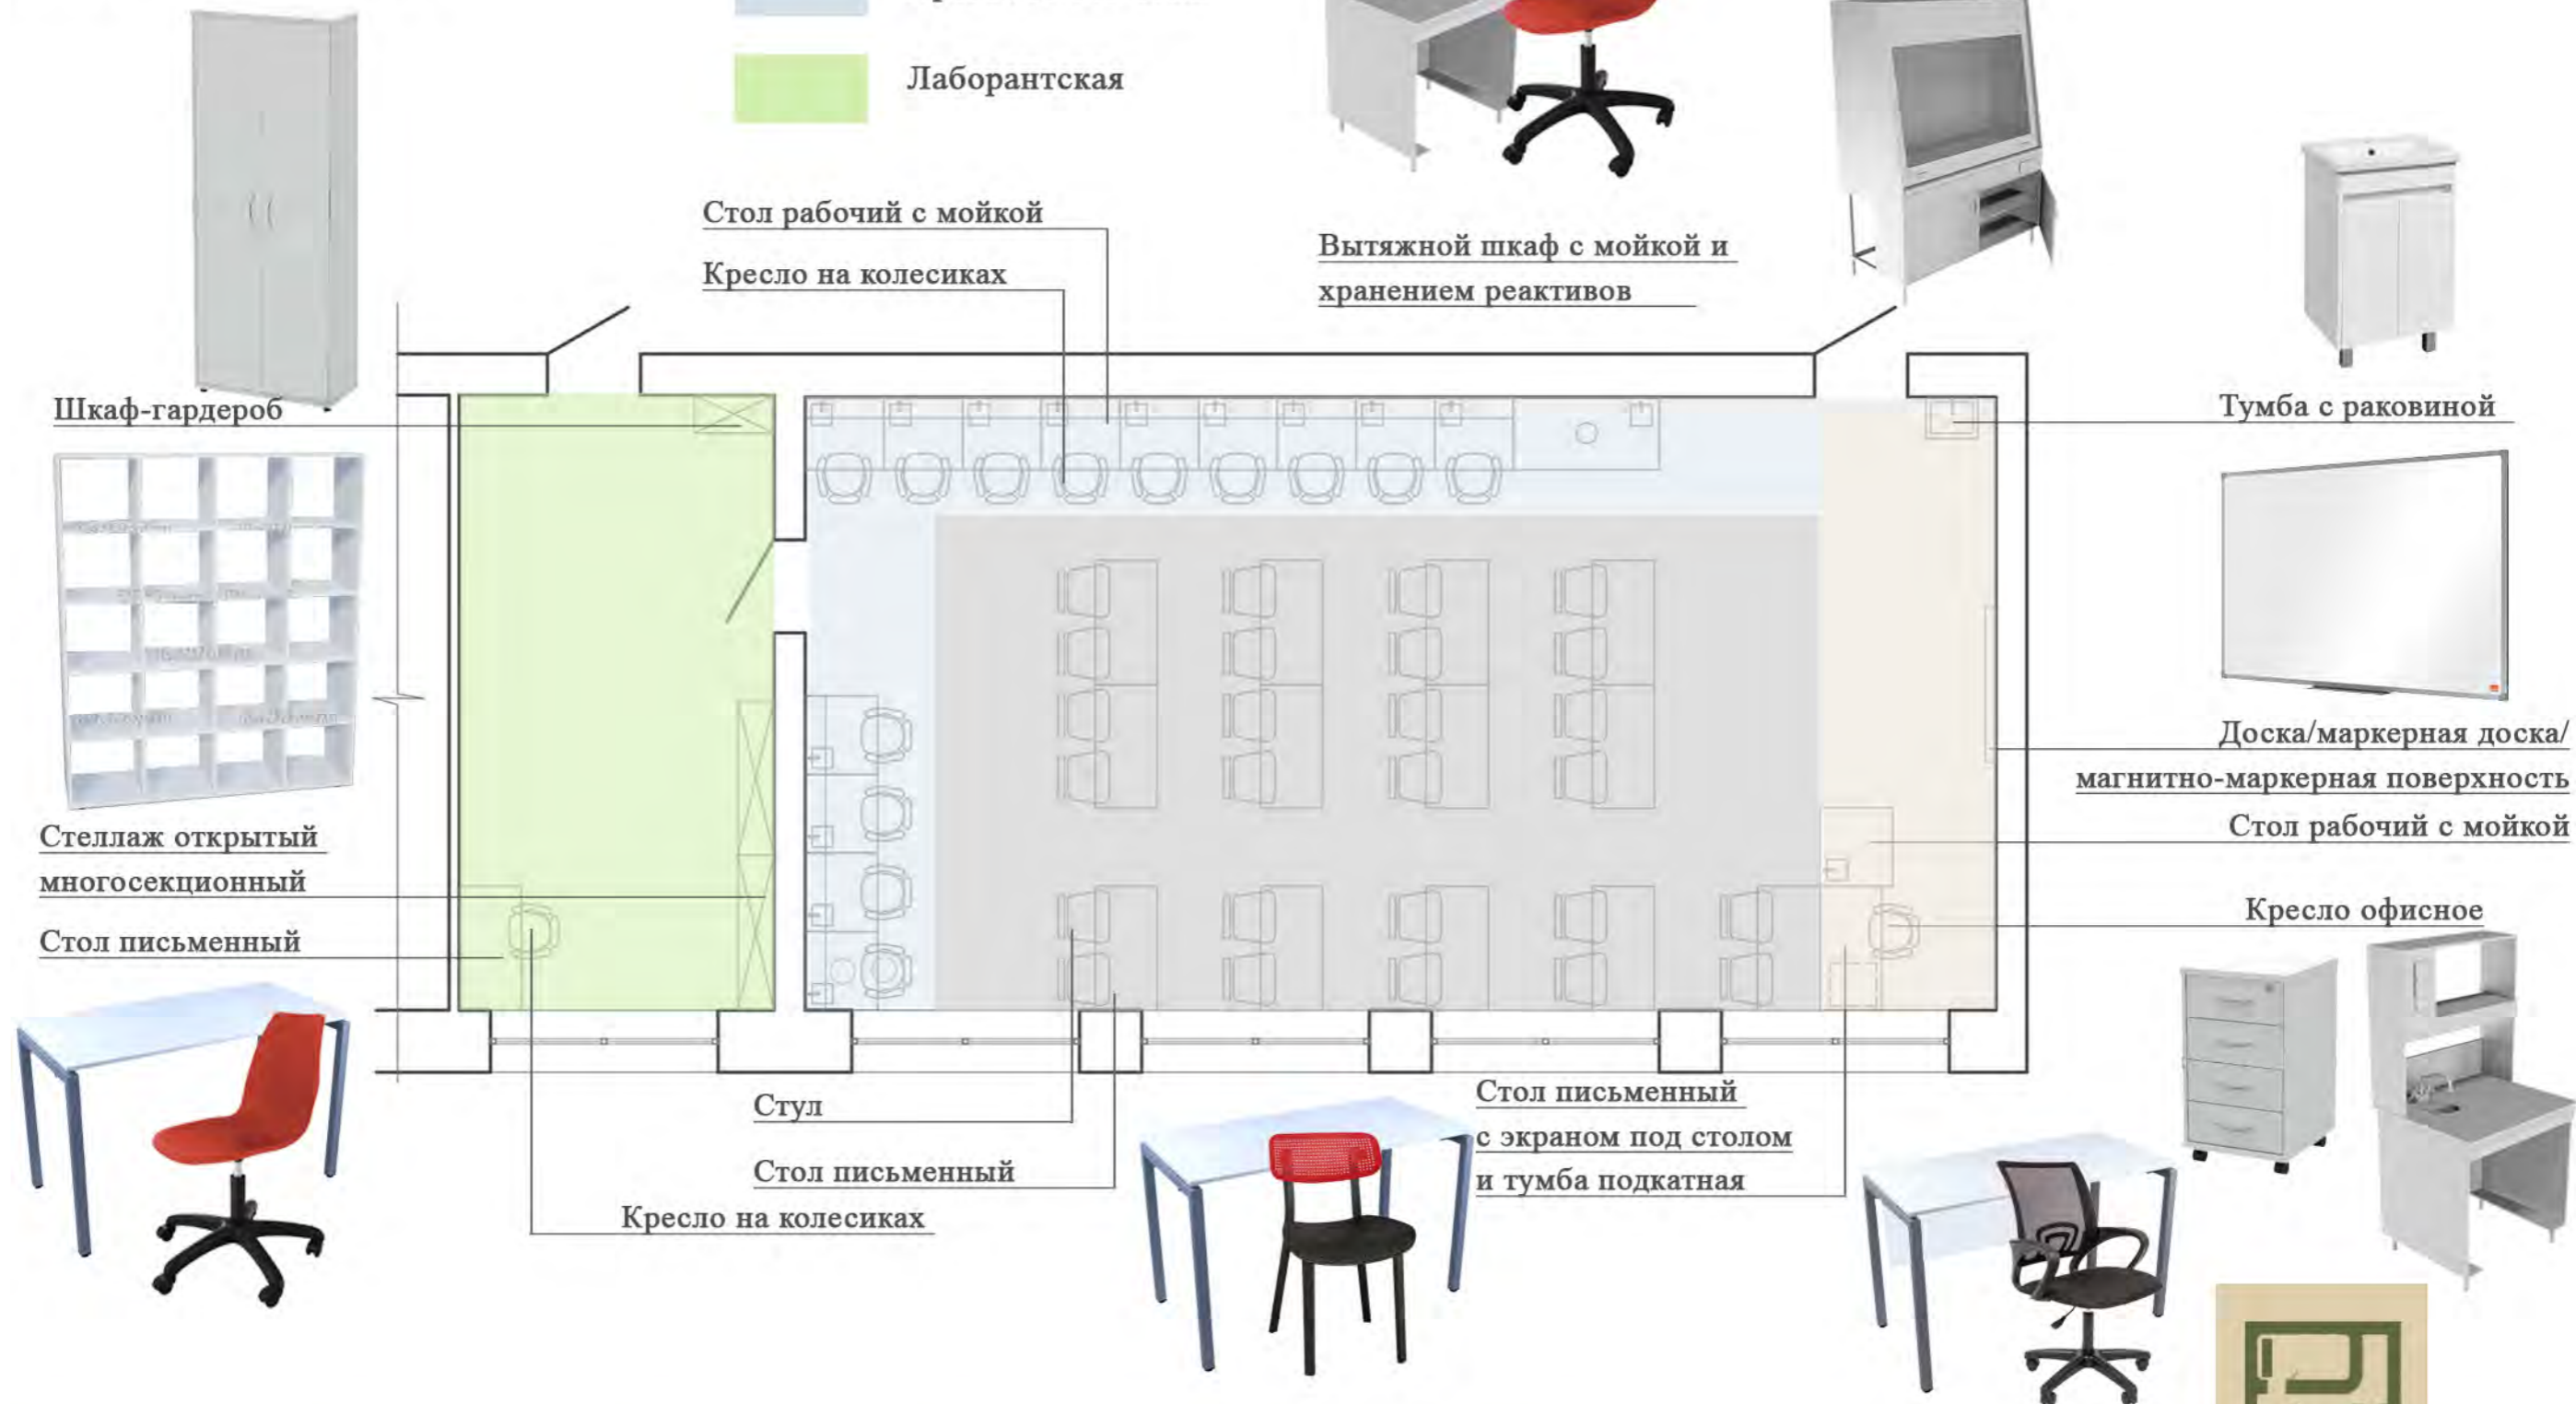 Лаборантская
Стол рабочий с мойкой
Кресло на колесиках
Вытяжной шкаф с мойкой и
хранением реактивов
Шкаф-гардероб
Тумба с раковиной
Доска/маркерная доска/
магнитно-маркерная поверхность
Стол рабочий с мойкой
Стеллаж открытый
многосекционный
Стол письменный
Кресло офисное
Стул
Стол письменный
Кресло на колесиках
Стол письменный
с экраном под столом
и тумба подкатная